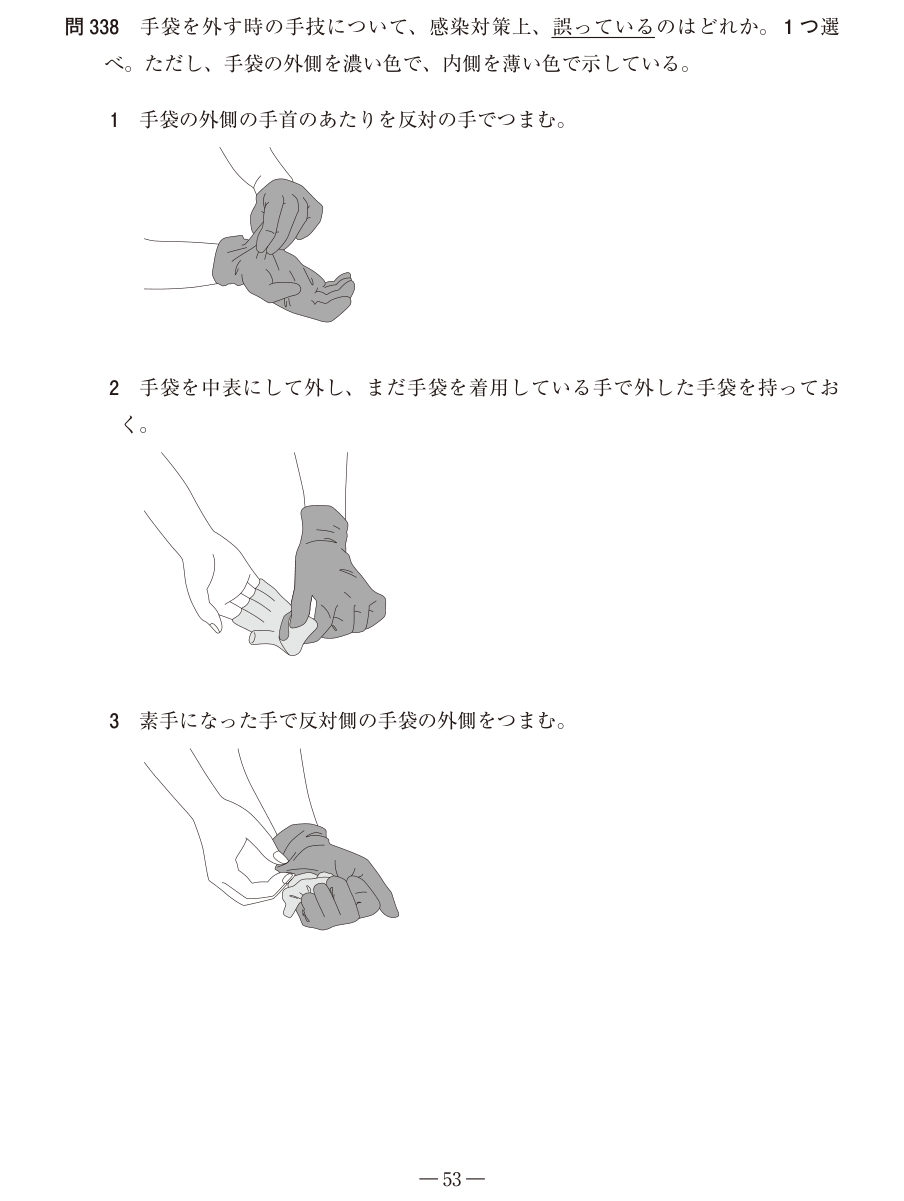 問 338 手袋を外す時の手技について、感染対策上、誤っているのはどれか。1つ選
べ。ただし、手袋の外側を濃い色で、内側を薄い色で示している。
1 手袋の外側の手首のあたりを反対の手でつまむ。
2 手袋を中表にして外し、まだ手袋を着用している手で外した手袋を持ってお
く。
3 素手になった手で反対側の手袋の外側をつまむ。
― 53 ―